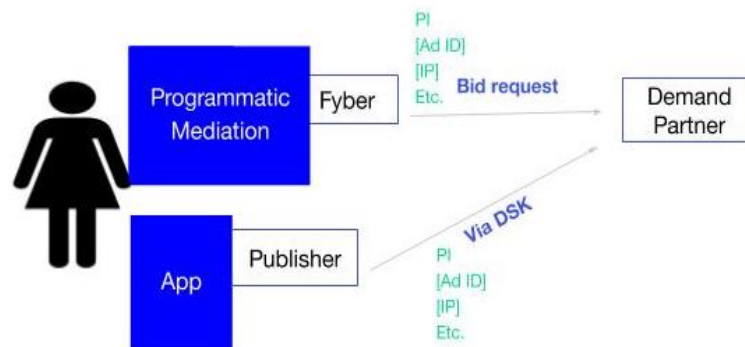 PI
[Ad ID]
[IP]
Etc.
Programmatic
Mediation
Fyber
Bid request
Demand
Partner
Via DSK
App
Publisher
PI
[Ad ID]
[IP]
Etc.